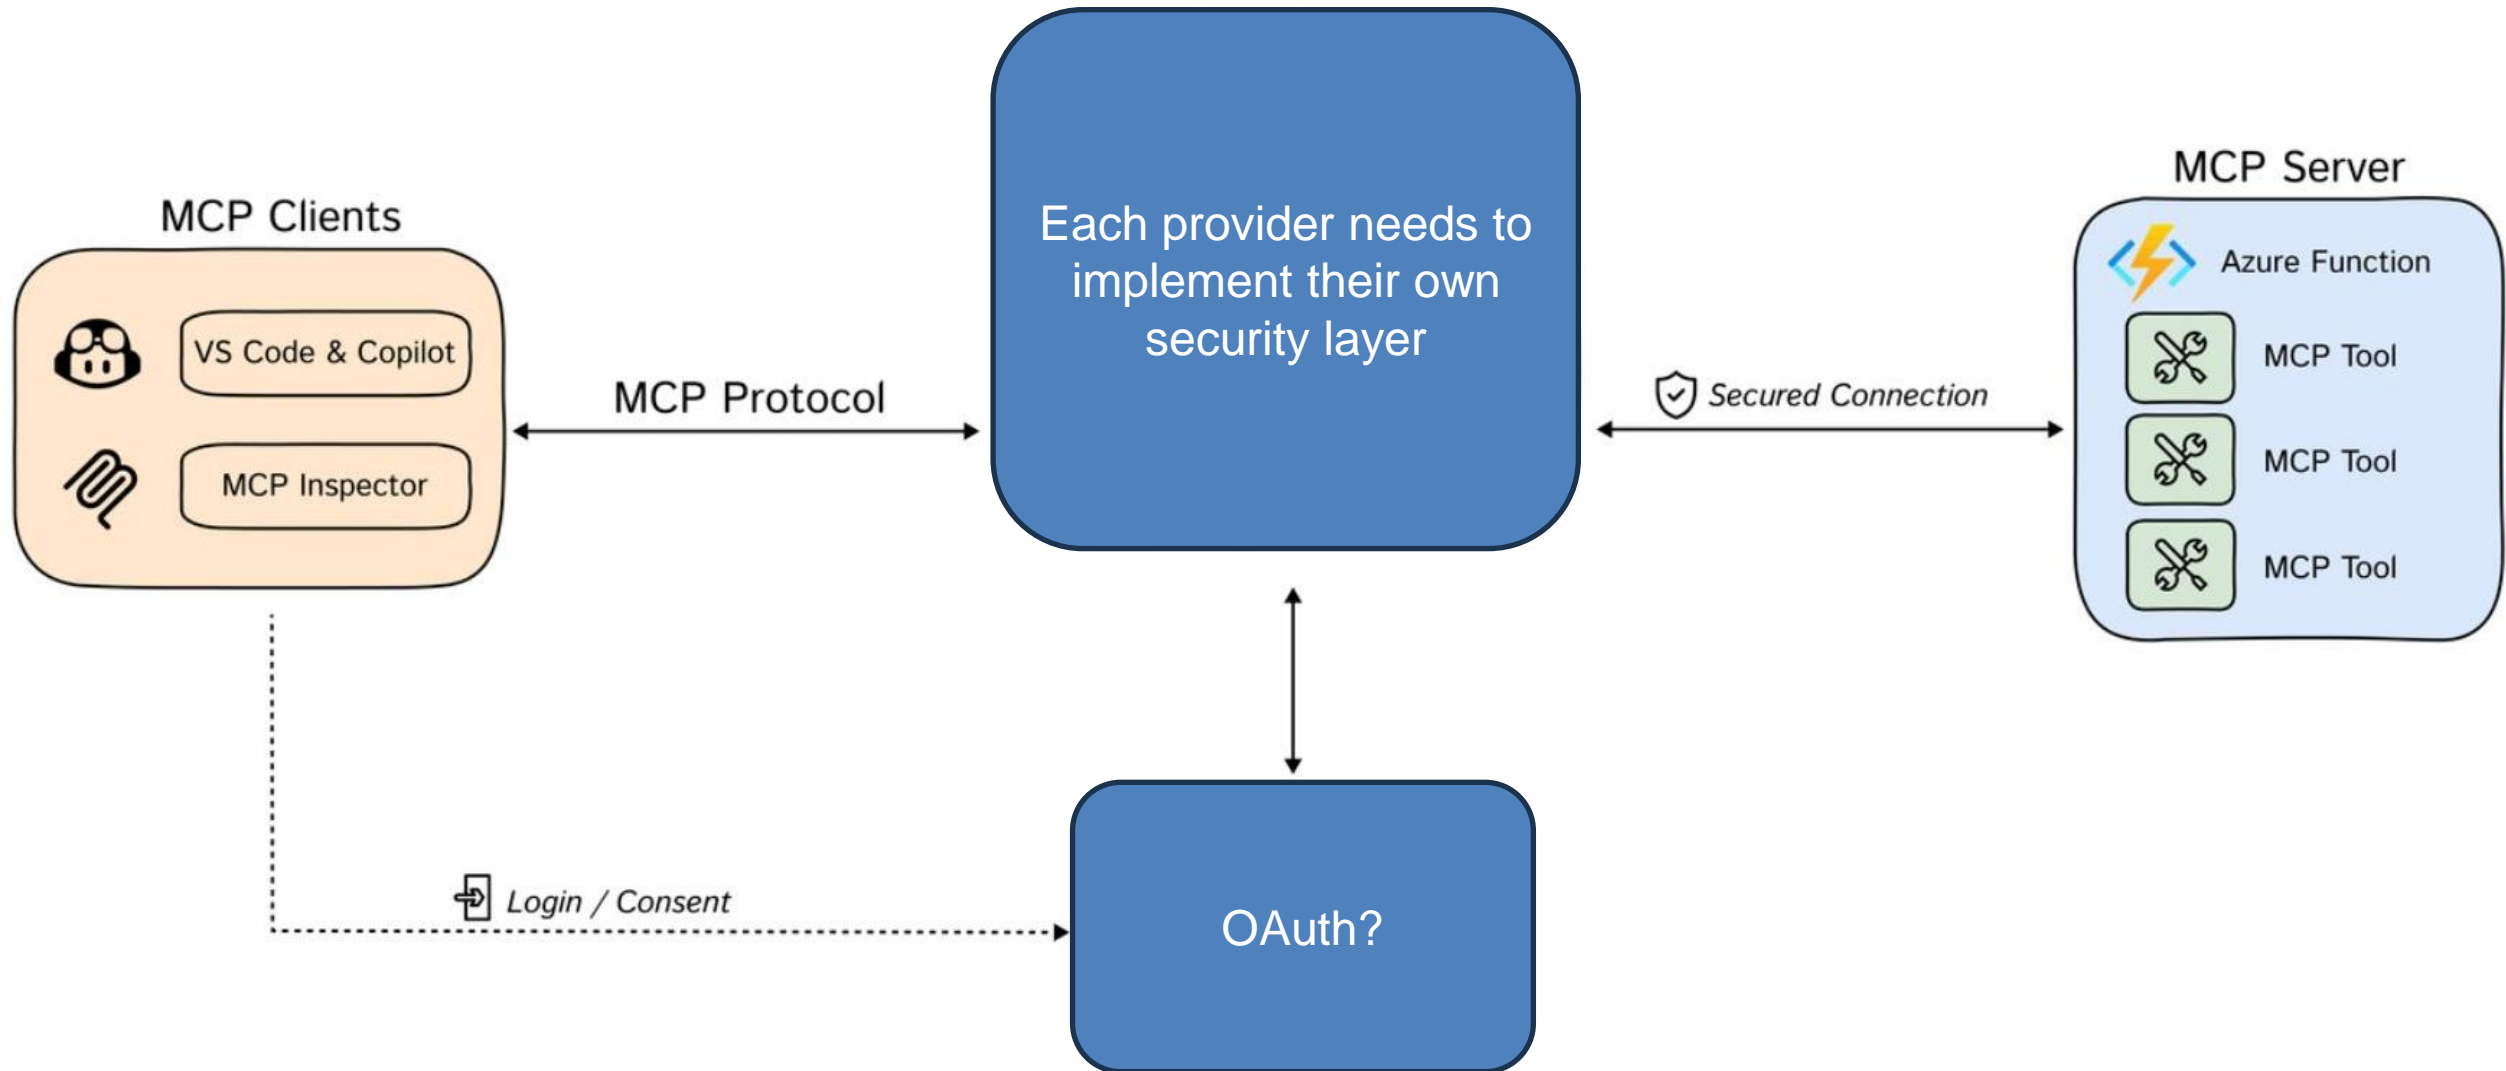 MCP Clients
VS Code & Copilot
MCP Inspector
MCP Protocol
Each provider needs to
implement their own
security layer
Secured Connection
MCP Server
Azure Function
MCP Tool
MCP Tool
MCP Tool
Login / Consent
OAuth?